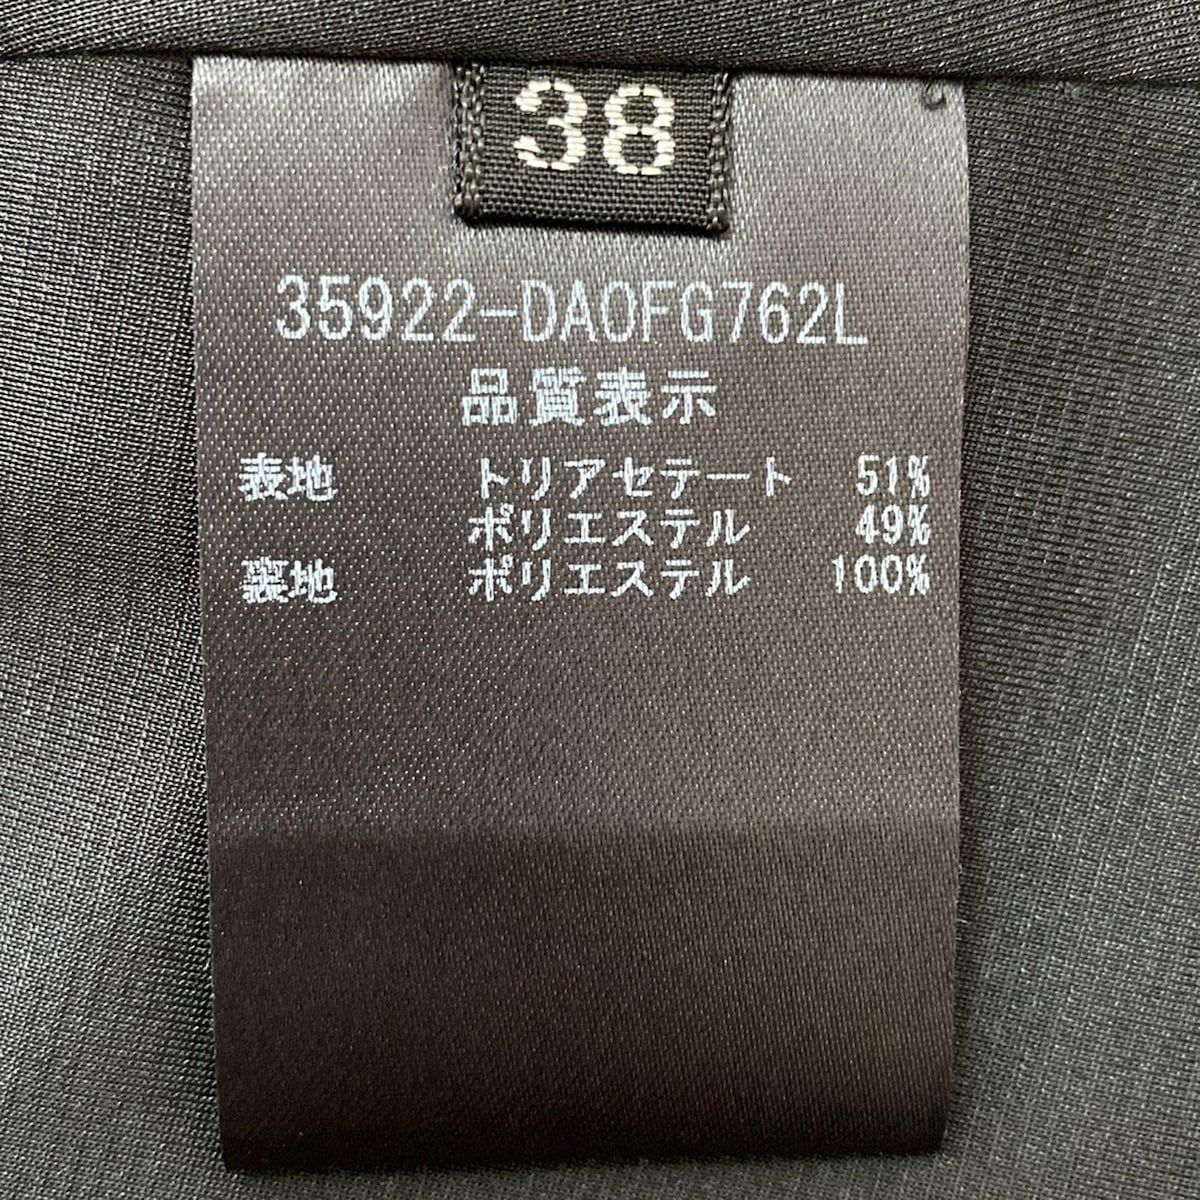 38
35922-DA0FG762L
品質表示
表地 トリアセテート 51%
ポリエステル 49%
裏地 ポリエステル 100%